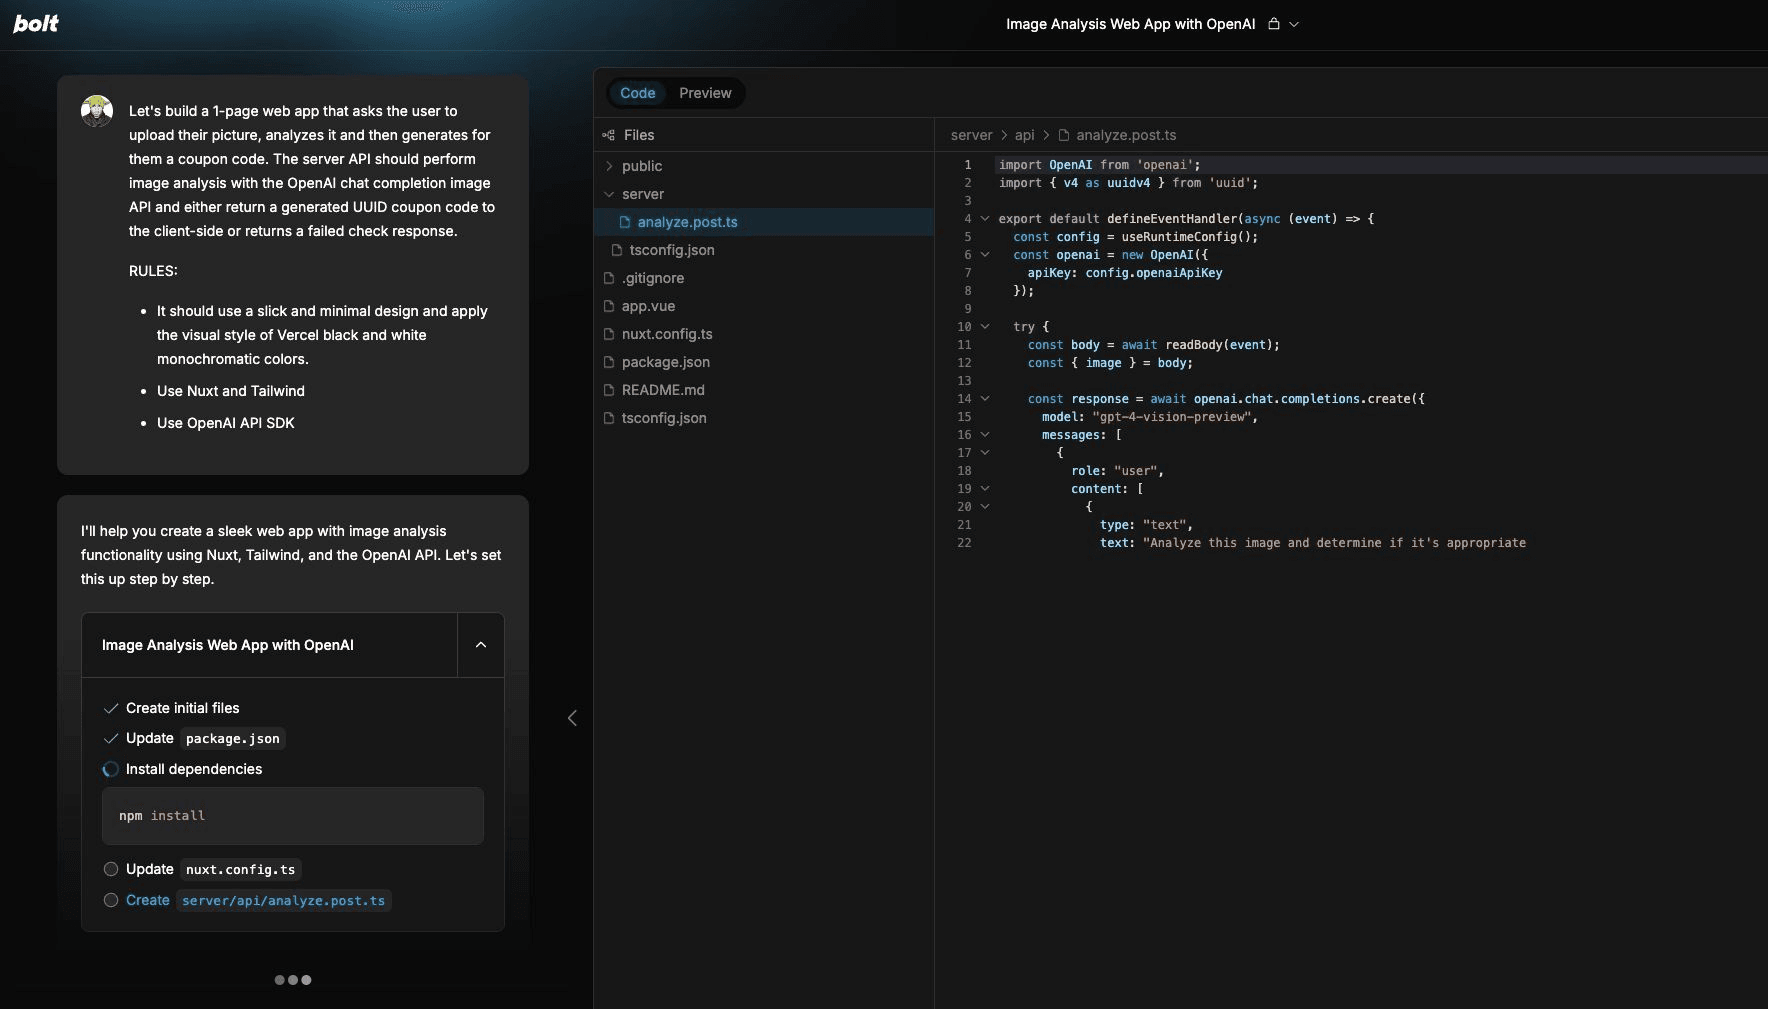 bolt
Image Analysis Web App with OpenAI
Let's build a 1-page web app that asks the user to
upload their picture, analyzes it and then generates for
them a coupon code. The server API should perform
image analysis with the OpenAI chat completion image
API and either return a generated UUID coupon code to
the client-side or returns a failed check response.
RULES:
• It should use a slick and minimal design and apply
the visual style of Vercel black and white
monochromatic colors.
• Use Nuxt and Tailwind
• Use OpenAI API SDK
I'll help you create a sleek web app with image analysis
functionality using Nuxt, Tailwind, and the OpenAI API. Let's set
this up step by step.
Image Analysis Web App with OpenAI
Create initial files
Update package.json
Install dependencies
npm install
Update nuxt.config.ts
Create server/api/analyze.post.ts
Code Preview
Files
public
server
analyze.post.ts
tsconfig.json
.gitignore
app.vue
nuxt.config.ts
package.json
README.md
tsconfig.json
server > api > analyze.post.ts
1 import OpenAI from 'openai';
2 import { v4 as uuidv4 } from 'uuid';
3
4 export default defineEventHandler(async (event) => {
5 const config = useRuntimeConfig();
6 const openai = new OpenAI({
7 apiKey: config.openaiApiKey
8 });
9
10 try {
11 const body = await readBody(event);
12 const { image } = body;
13
14 const response = await openai.chat.completions.create({
15 model: "gpt-4-vision-preview",
16 messages: [
17 {
18 role: "user",
19 content: [
20 {
21 type: "text",
22 text: "Analyze this image and determine if it's appropriate